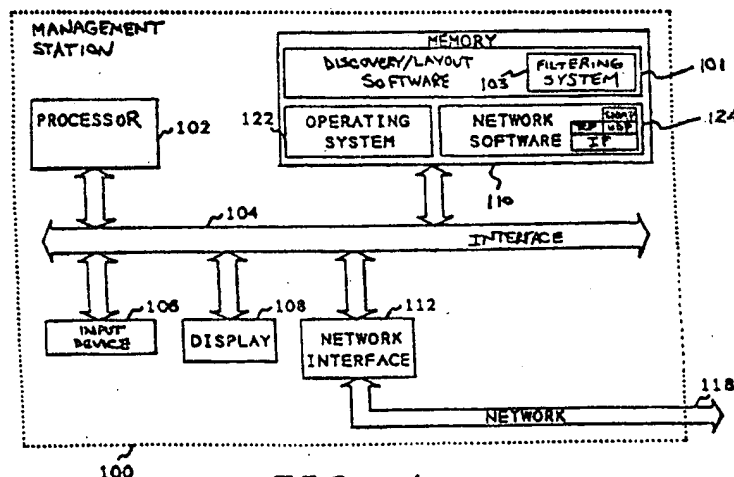 MANAGEMENT
STATION
MEMORY
DISCOVERY/LAYOUT
SOFTWARE
103
FILTERING
SYSTEM
101
PROCESSOR
102
122
OPERATING
SYSTEM
NETWORK
SOFTWARE
SNMP
TCP
UDP
IP
124
110
104
INTERFACE
106
INPUT
DEVICE
108
DISPLAY
112
NETWORK
INTERFACE
118
NETWORK
100